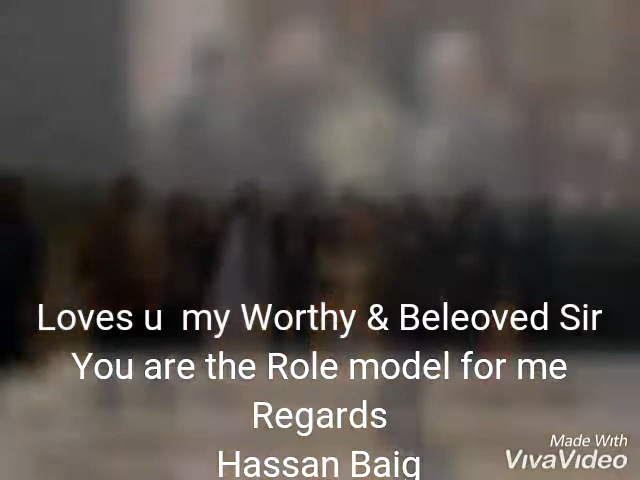 Loves u my Worthy & Beleoved Sir
You are the Role model for me
Regards
Hassan Baig
Made With
VivaVideo